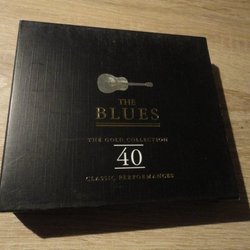 THE
BLUES
THE GOLD COLLECTION
40
CLASSIC PERFORMANCES